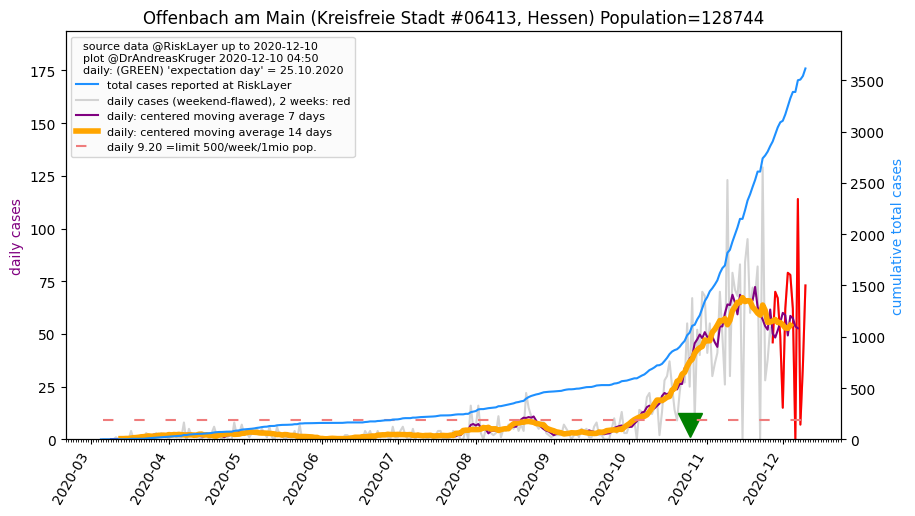 Offenbach am Main (Kreisfreie Stadt #06413, Hessen) Population=128744
source data @RiskLayer up to 2020-12-10
plot @DrAndreasKruger 2020-12-10 04:50
daily: (GREEN) 'expectation day' = 25.10.2020
total cases reported at RiskLayer
daily cases (weekend-flawed), 2 weeks: red
daily: centered moving average 7 days
daily: centered moving average 14 days
daily 9.20 =limit 500/week/1mio pop.
daily cases
175
150
125
100
75
50
25
0
cumulative total cases
3500
3000
2500
2000
1500
1000
500
0
2020-03
2020-04
2020-05
2020-06
2020-07
2020-08
2020-09
2020-10
2020-11
2020-12